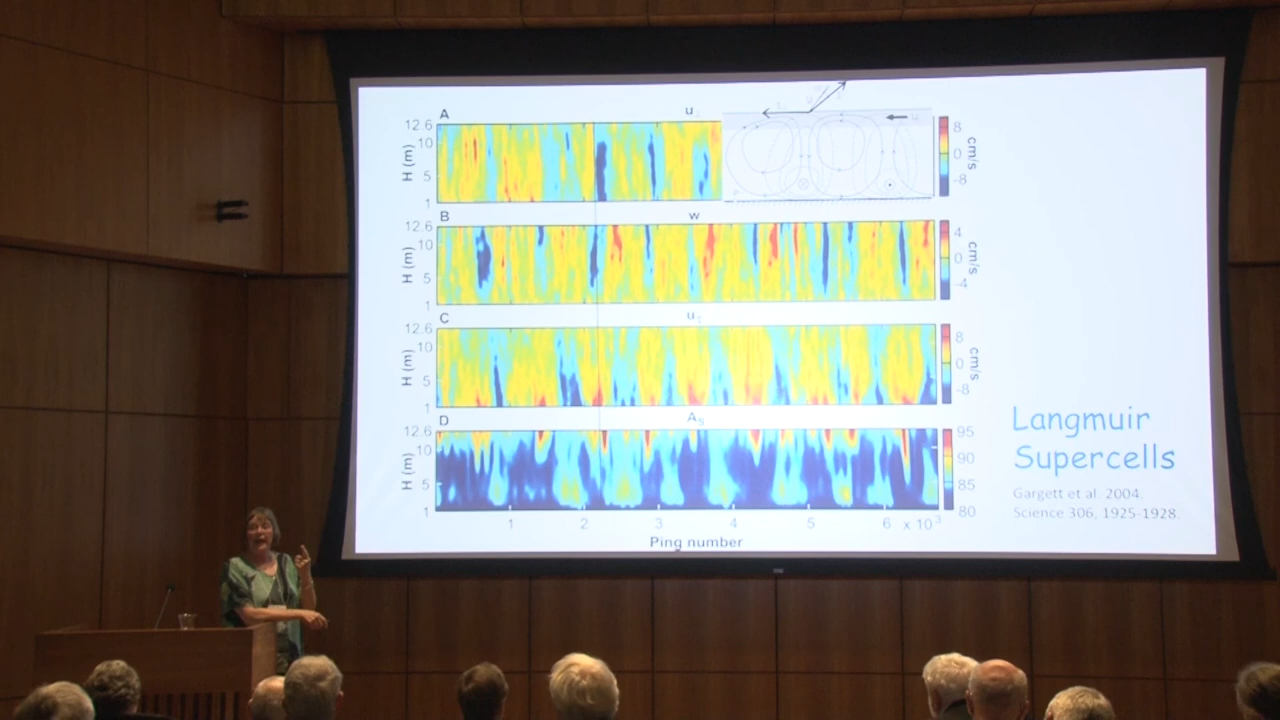 A
u
12.6
10
5
1
H (m)
8
0
-8
cm/s
B
w
12.6
10
5
1
H (m)
4
0
-4
cm/s
C
12.6
10
5
1
H (m)
8
0
-8
cm/s
D
12.6
10
5
1
H (m)
95
90
85
80
1 2 3 4 5 6 x 10³
Ping number
Langmuir
Supercells
Gargett et al. 2004.
Science 306, 1925-1928.